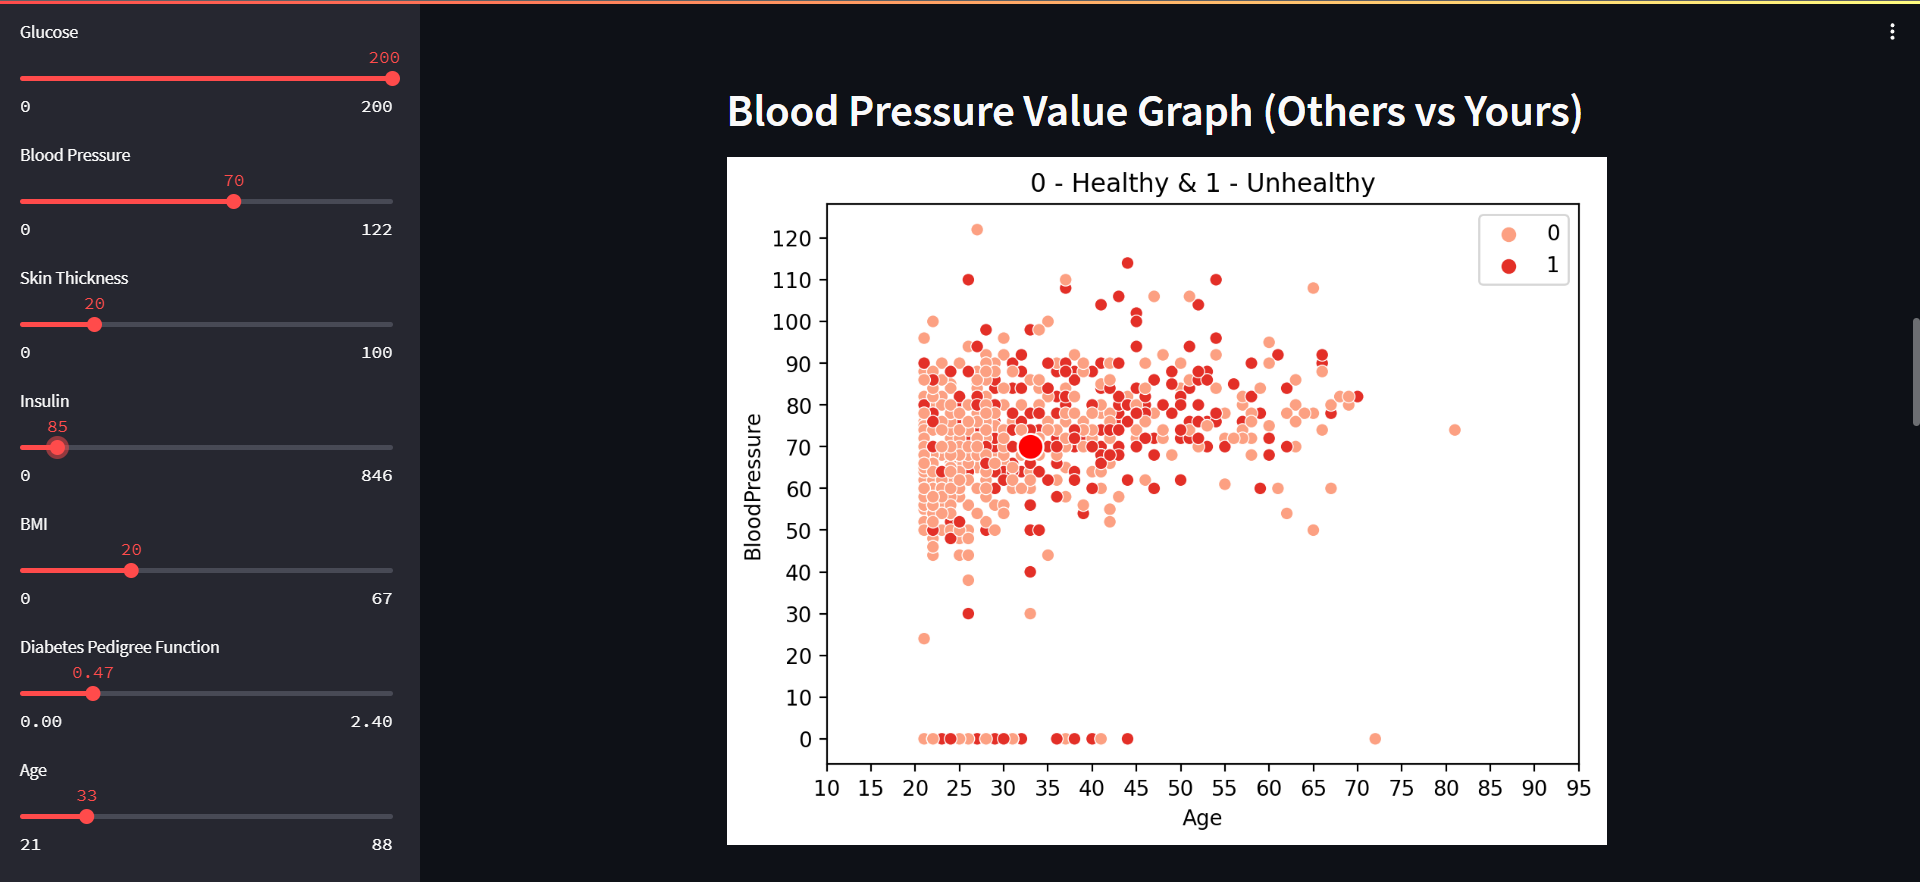 Glucose
200
0 200
Blood Pressure
70
0 122
Skin Thickness
20
0 100
Insulin
85
0 846
BMI
20
0 67
Diabetes Pedigree Function
0.47
0.00 2.40
Age
33
21 88
Blood Pressure Value Graph (Others vs Yours)
0 - Healthy & 1 - Unhealthy
0
1
120
110
100
90
80
70
60
50
40
30
20
10
0
BloodPressure
10 15 20 25 30 35 40 45 50 55 60 65 70 75 80 85 90 95
Age